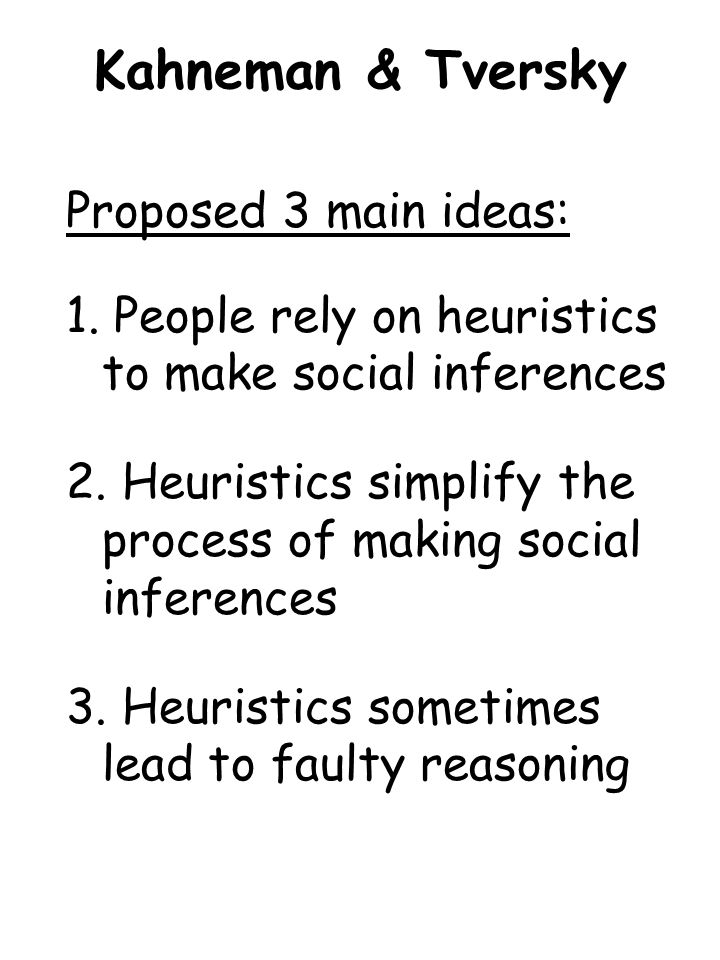 Kahneman & Tversky
Proposed 3 main ideas:
1. People rely on heuristics
to make social inferences
2. Heuristics simplify the
process of making social
inferences
3. Heuristics sometimes
lead to faulty reasoning